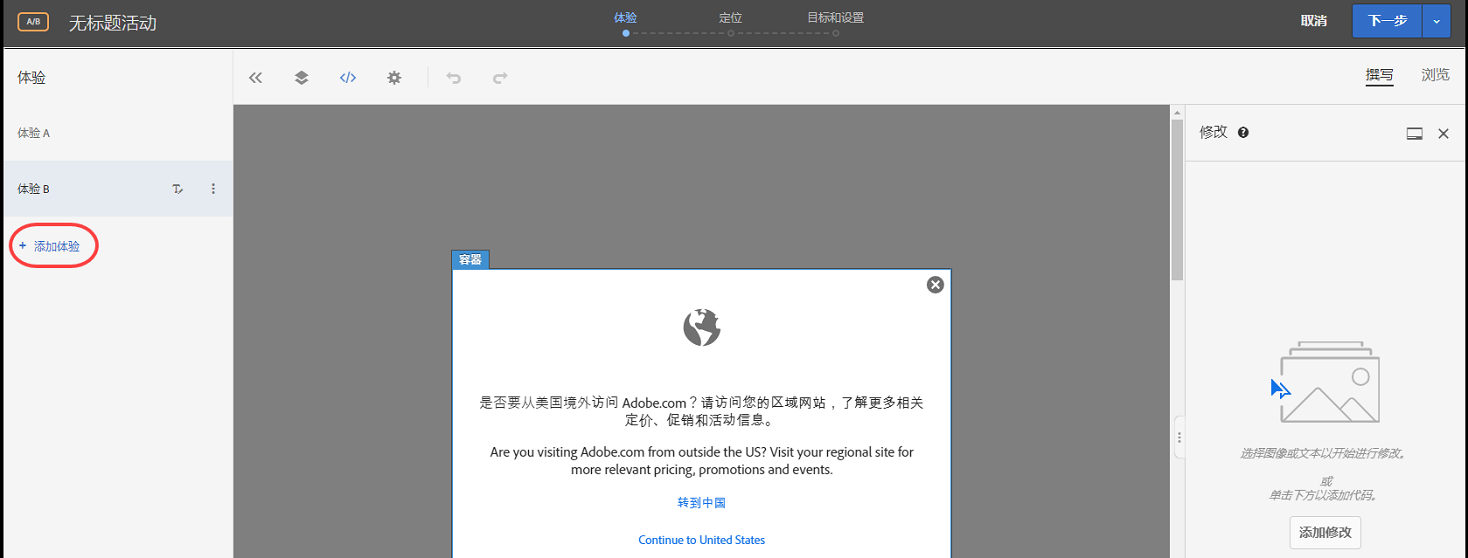 A/B
无标题活动
体验
定位
目标和设置
取消
下一步
体验
</>
撰写
浏览
体验 A
体验 B
+ 添加体验
修改 ?
容器
是否要从美国境外访问 Adobe.com？请访问您的区域网站，了解更多相关
定价、促销和活动信息。
Are you visiting Adobe.com from outside the US? Visit your regional site for
more relevant pricing, promotions and events.
转到中国
Continue to United States
选择图像或文本以开始进行修改。
或
单击下方以添加代码。
添加修改